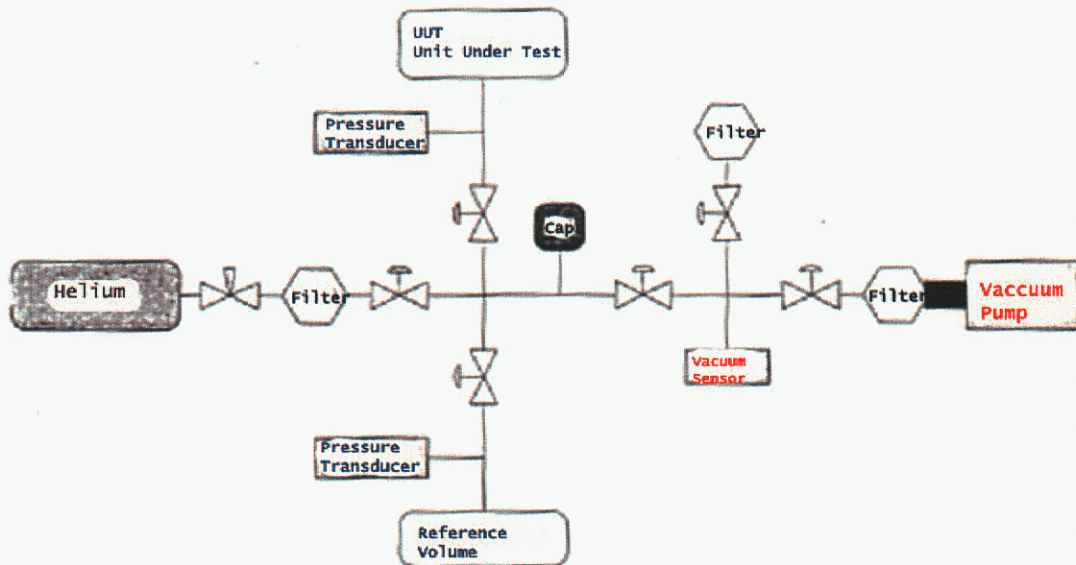 UUT
Unit Under Test
Pressure
Transducer
Filter
Cap
Helium
Filter
Filter
Vaccuum
Pump
Vacuum
Sensor
Pressure
Transducer
Reference
Volume